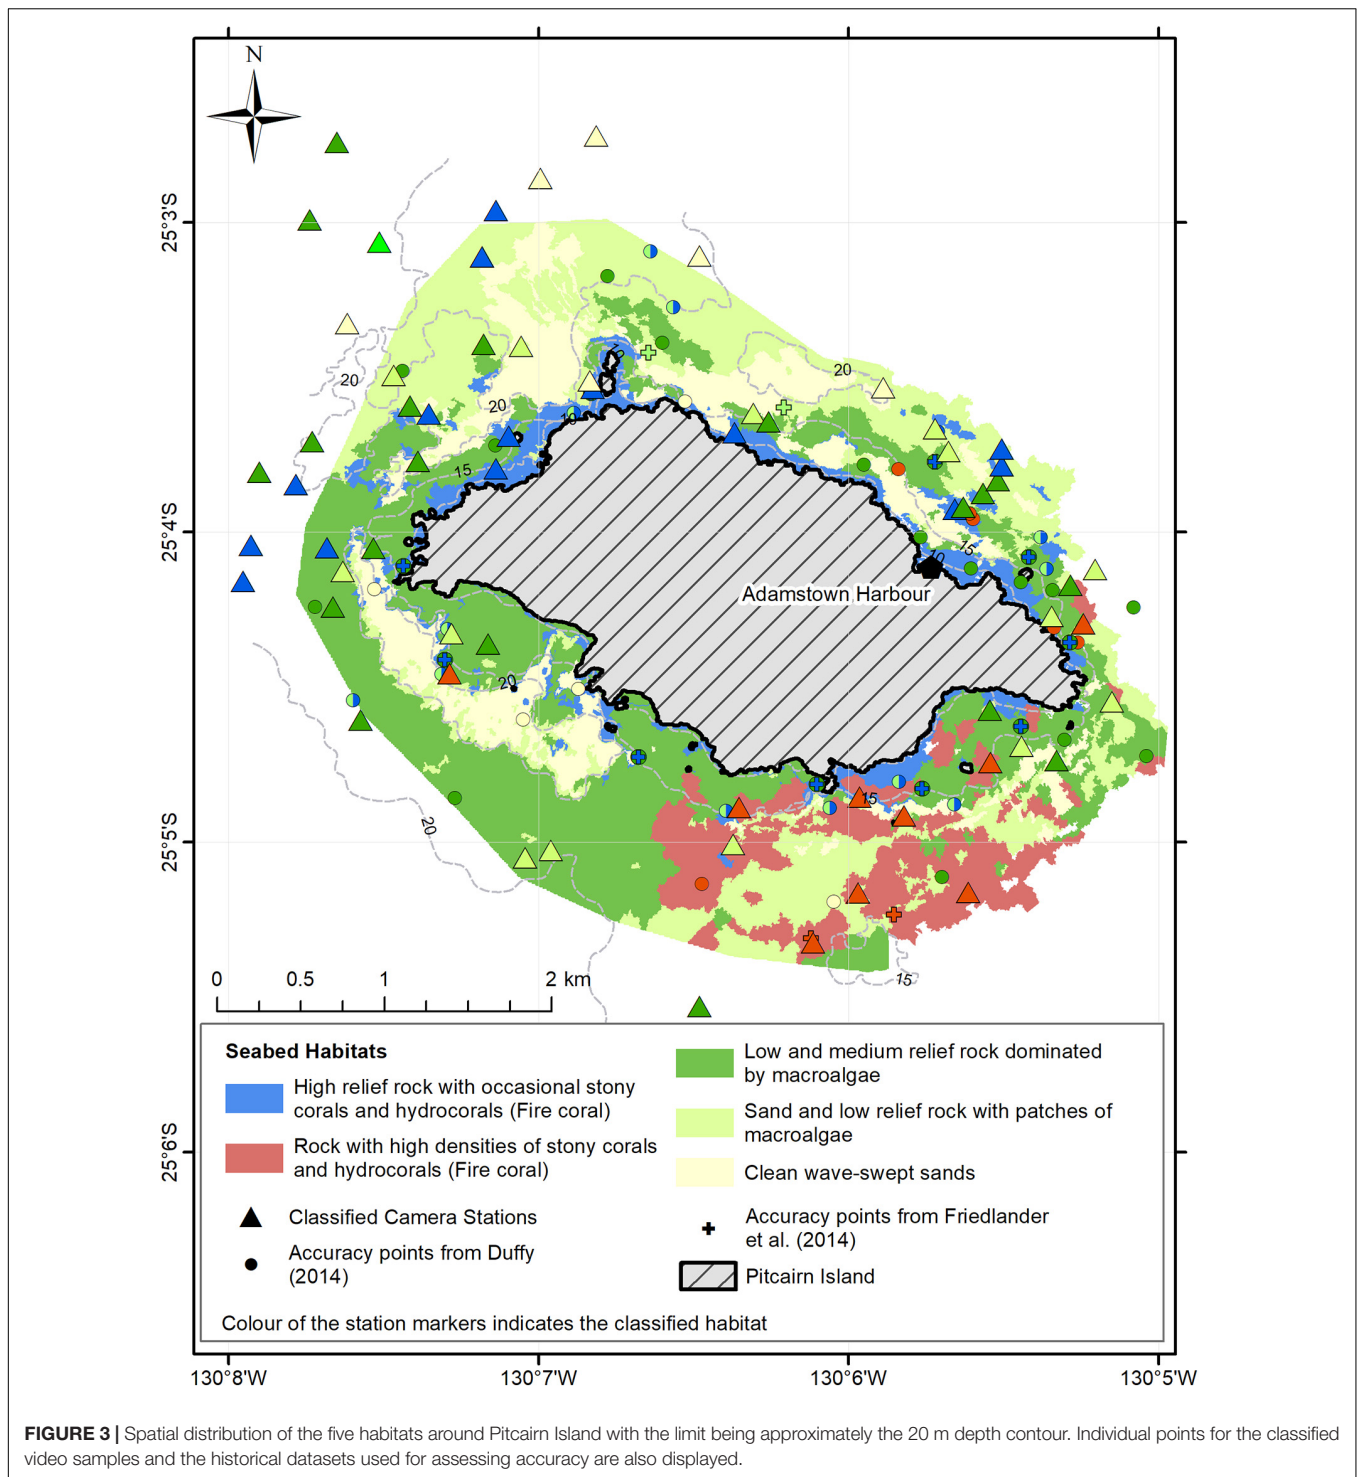 N
25°3'S
25°4'S
25°5'S
25°6'S
20
20
20
10
10
15
15
10
Adamstown Harbour
20
20
15
15
0 0.5 1 2 km
Seabed Habitats
High relief rock with occasional stony
corals and hydrocorals (Fire coral)
Rock with high densities of stony corals
and hydrocorals (Fire coral)
Classified Camera Stations
Accuracy points from Duffy
(2014)
Low and medium relief rock dominated
by macroalgae
Sand and low relief rock with patches of
macroalgae
Clean wave-swept sands
Accuracy points from Friedlander
et al. (2014)
Pitcairn Island
Colour of the station markers indicates the classified habitat
130°8'W 130°7'W 130°6'W 130°5'W
FIGURE 3 | Spatial distribution of the five habitats around Pitcairn Island with the limit being approximately the 20 m depth contour. Individual points for the classified
video samples and the historical datasets used for assessing accuracy are also displayed.